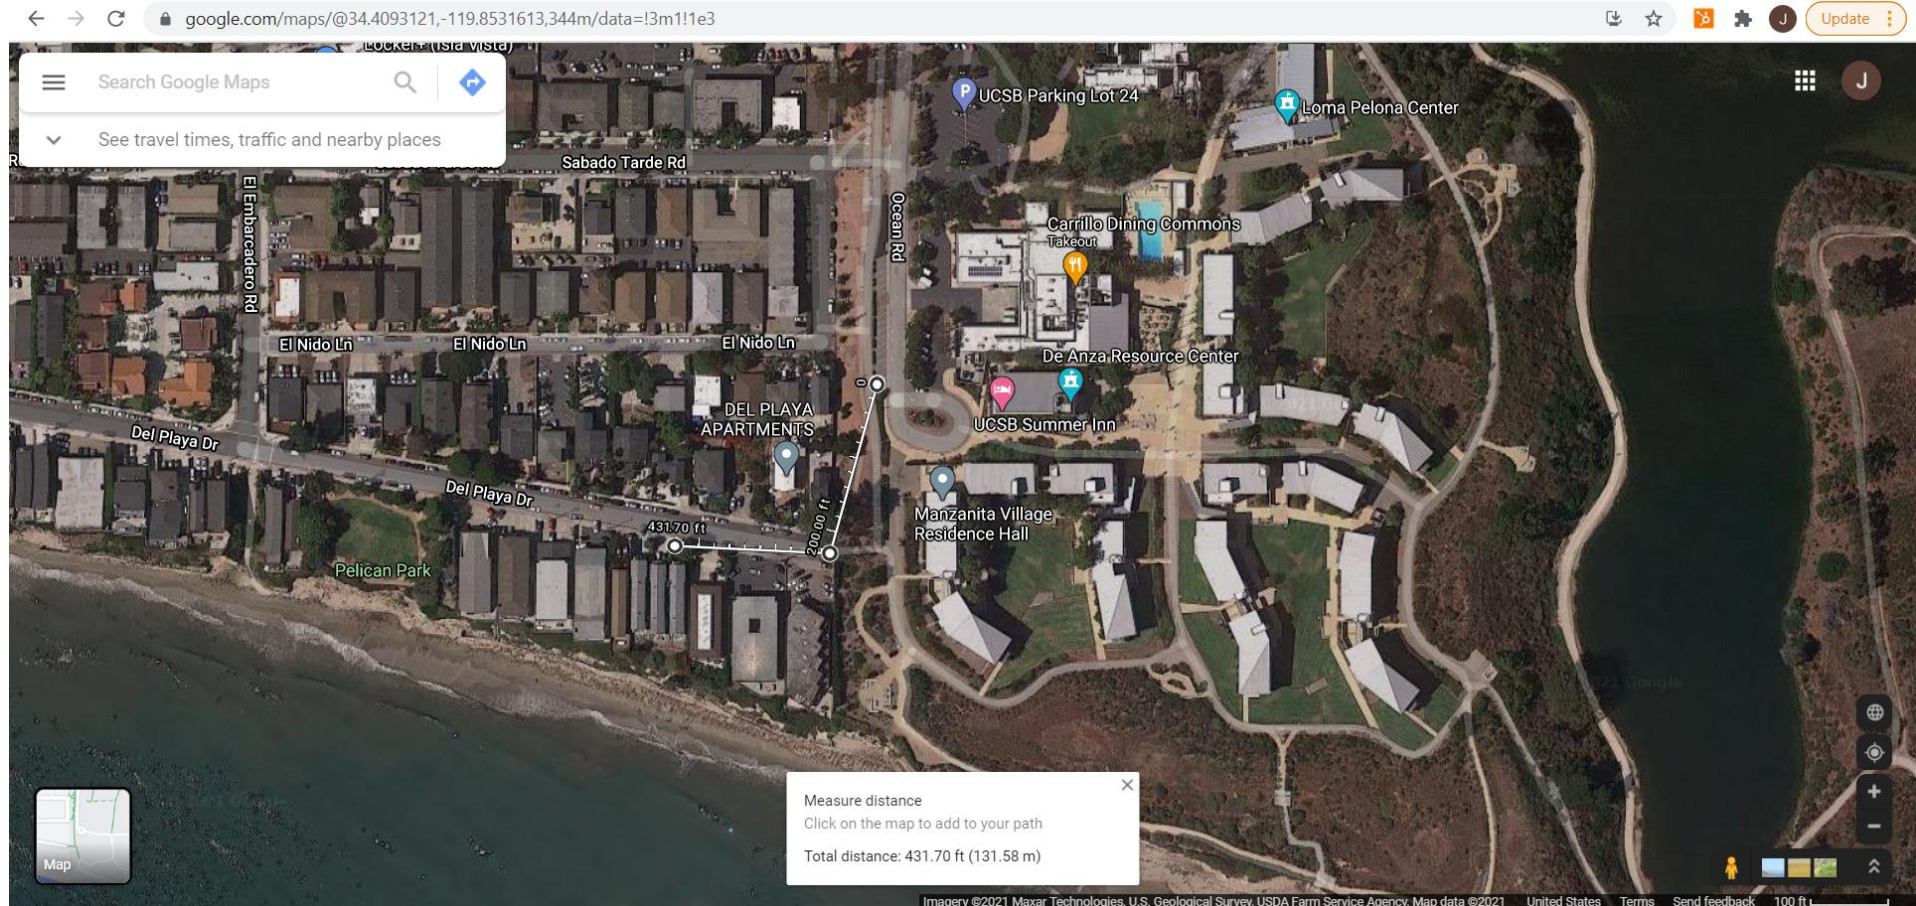 google.com/maps/@34.4093121,-119.8531613,344m/data=!3m1!1e3
J
Update
Locker+ (Isla Vista)
Search Google Maps
See travel times, traffic and nearby places
J
P
UCSB Parking Lot 24
Loma Pelona Center
Sabado Tarde Rd
El Embarcadero Rd
Ocean Rd
Carrillo Dining Commons
Takeout
El Nido Ln
El Nido Ln
El Nido Ln
De Anza Resource Center
0
DEL PLAYA
APARTMENTS
UCSB Summer Inn
Del Playa Dr
Del Playa Dr
431.70 ft
200.00 ft
Manzanita Village
Residence Hall
Pelican Park
Measure distance
Click on the map to add to your path
Total distance: 431.70 ft (131.58 m)
Map
Imagery ©2021 Maxar Technologies, U.S. Geological Survey, USDA Farm Service Agency, Map data ©2021 United States Terms Send feedback 100 ft